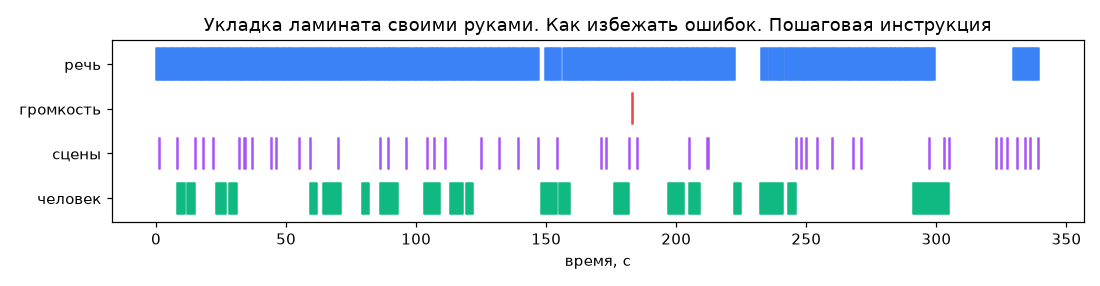 Укладка ламината своими руками. Как избежать ошибок. Пошаговая инструкция
речь
громкость
сцены
человек
0 50 100 150 200 250 300 350
время, с